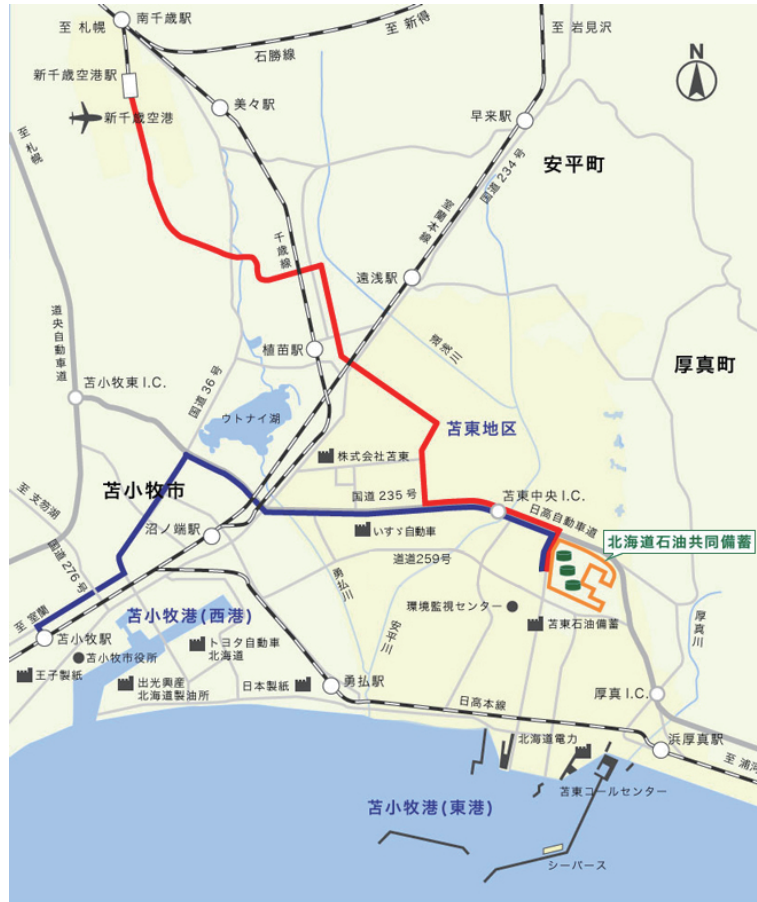 南千歳駅
至 札幌
石勝線
至 新得
至 岩見沢
N
新千歳空港駅
新千歳空港
美々駅
早来駅
至 札幌
安平町
国道 234 号
室蘭本線
千歳線
遠浅駅
遠浅川
道央自動車道
植苗駅
厚真町
苫小牧東 I.C.
国道 36 号
ウトナイ湖
苫東地区
株式会社苫東
苫小牧市
国道 235 号
苫東中央 I.C.
至 支笏湖
沼ノ端駅
いすゞ自動車
日高自動車道
北海道石油共同備蓄
国道 276 号
道道259号
勇払川
安平川
環境監視センター
至 室蘭
苫小牧港(西港)
苫東石油備蓄
厚真川
苫小牧駅
トヨタ自動車
北海道
苫小牧市役所
王子製紙
出光興産
北海道製油所
日本製紙
勇払駅
日高本線
厚真 I.C.
北海道電力
浜厚真駅
至 浦河
苫東コールセンター
苫小牧港(東港)
シーバース